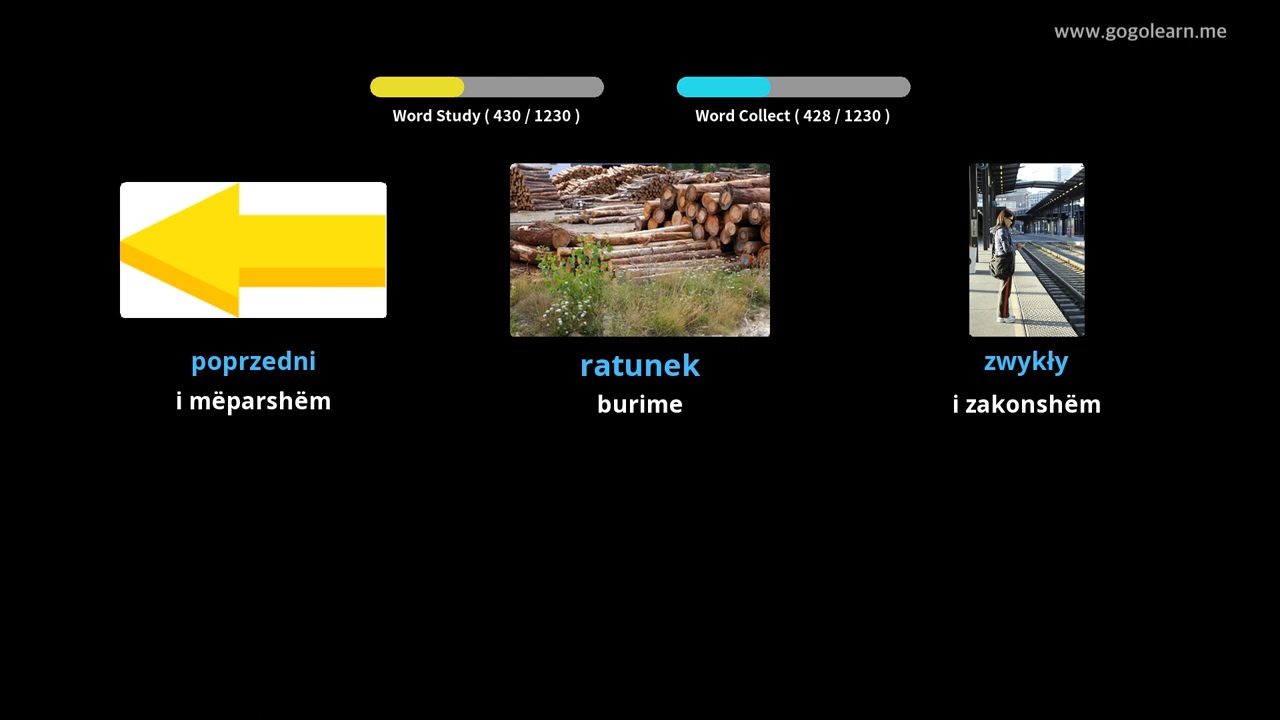 www.gogolearn.me
Word Study ( 430 / 1230 )
Word Collect ( 428 / 1230 )
poprzedni
i mëparshëm
ratunek
burime
zwykły
i zakonshëm